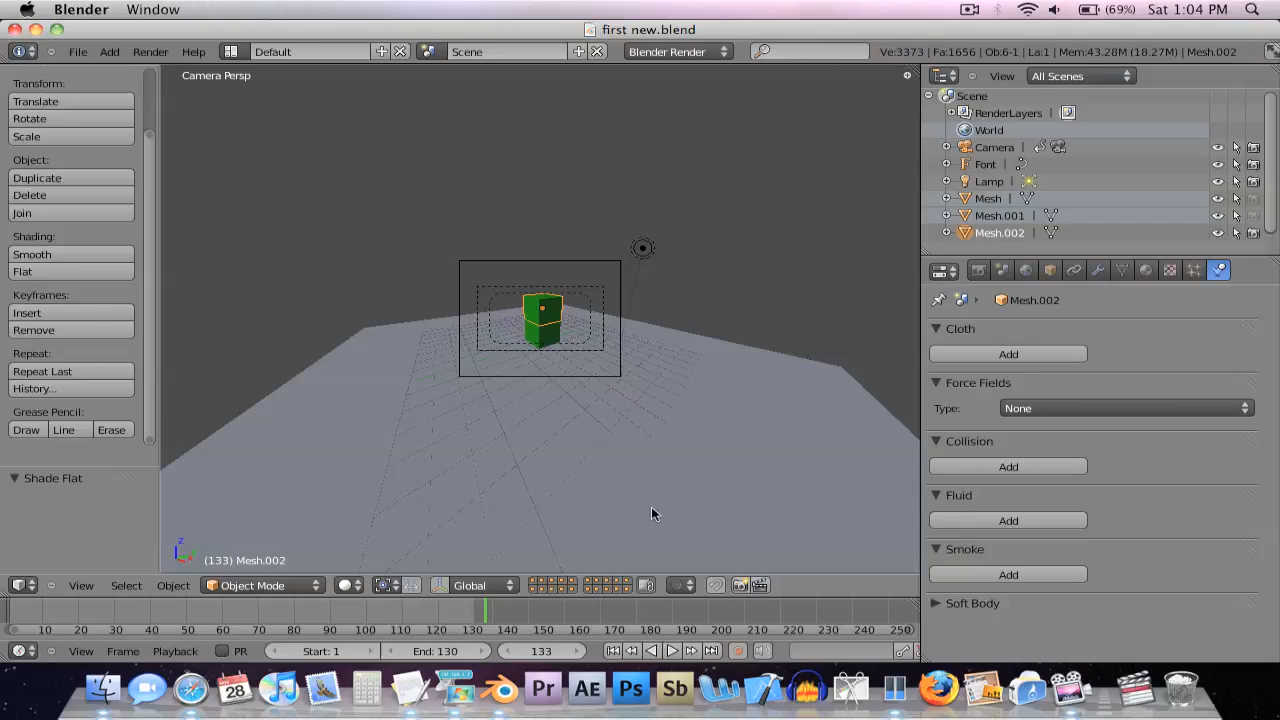 Blender Window (69%) Sat 1:04 PM
first new.blend
File Add Render Help Default Scene Blender Render Ve:3373 | Fa:1656 | Ob:6-1 | La:1 | Mem:43.28M (18.27M) | Mesh.002
View All Scenes
Camera Persp
Transform:
Translate
Rotate
Scale
Object:
Duplicate
Delete
Join
Shading:
Smooth
Flat
Keyframes:
Insert
Remove
Repeat:
Repeat Last
History...
Grease Pencil:
Draw Line Erase
Shade Flat
Z
(133) Mesh.002
Scene
RenderLayers
World
Camera
Font
Lamp
Mesh
Mesh.001
Mesh.002
Mesh.002
Cloth
Add
Force Fields
Type: None
Collision
Add
Fluid
Add
Smoke
Add
Soft Body
View Select Object Object Mode Global
10 20 30 40 50 60 70 80 90 100 110 120 130 140 150 160 170 180 190 200 210 220 230 240 250
View Frame Playback PR Start: 1 End: 130 133
28 Pr AE Ps Sb